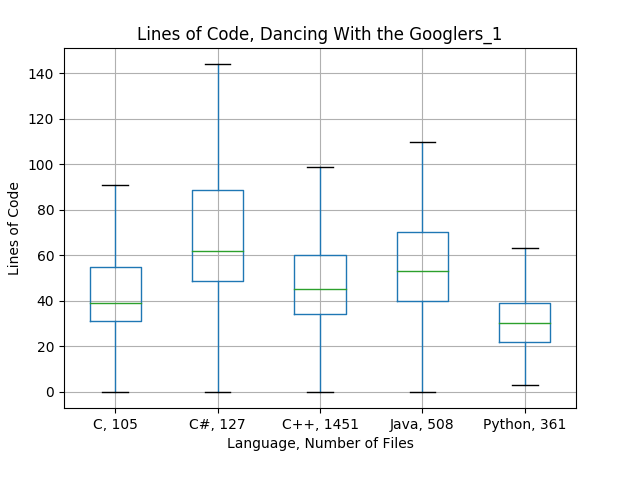 Lines of Code, Dancing With the Googlers_1
140
120
100
80
60
40
20
0
Lines of Code
C, 105
C#, 127
C++, 1451
Java, 508
Python, 361
Language, Number of Files